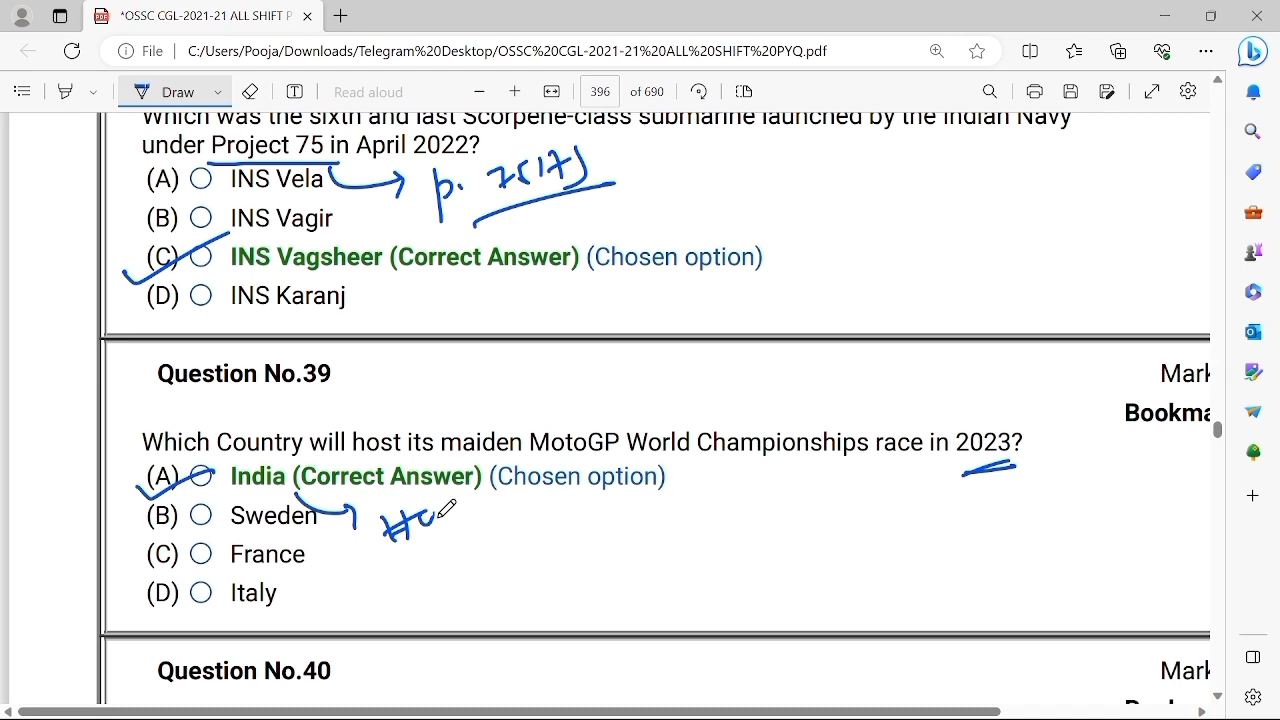 *OSSC CGL-2021-21 ALL SHIFT P
File
C:/Users/Pooja/Downloads/Telegram%20Desktop/OSSC%20CGL-2021-21%20ALL%20SHIFT%20PYQ.pdf
Draw
Read aloud
396
of 690
Which was the sixth and last Scorpene-class submarine launched by the Indian Navy
under Project 75 in April 2022?
(A) INS Vela
p. 75(I)
(B) INS Vagir
(C) INS Vagsheer (Correct Answer) (Chosen option)
(D) INS Karanj
Question No.39
Mark
Bookma
Which Country will host its maiden MotoGP World Championships race in 2023?
(A) India (Correct Answer) (Chosen option)
(B) Sweden
(C) France
(D) Italy
Question No.40
Mark